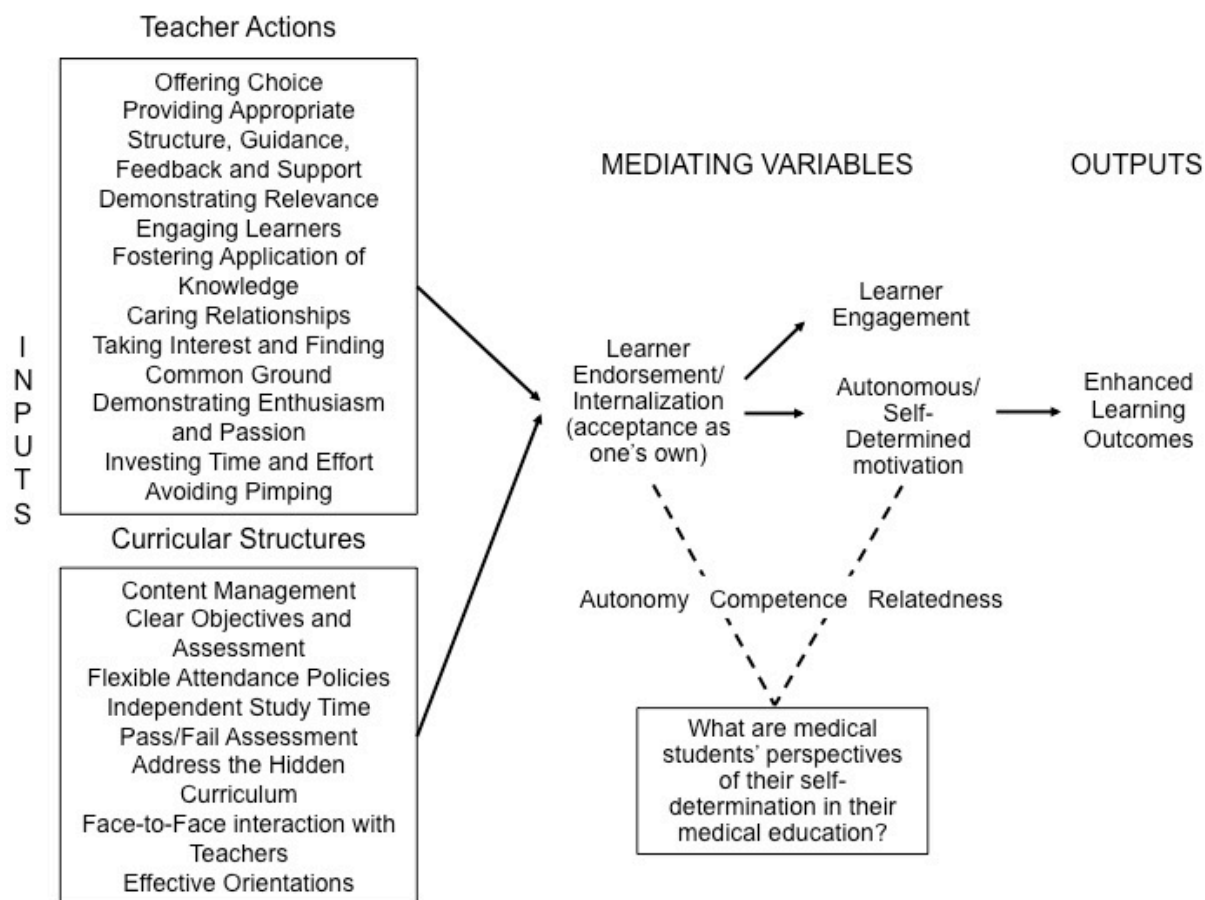 Teacher Actions
Offering Choice
Providing Appropriate
Structure, Guidance,
Feedback and Support
Demonstrating Relevance
Engaging Learners
Fostering Application of
Knowledge
Caring Relationships
Taking Interest and Finding
Common Ground
Demonstrating Enthusiasm
and Passion
Investing Time and Effort
Avoiding Pimping
INPUTS
Curricular Structures
Content Management
Clear Objectives and
Assessment
Flexible Attendance Policies
Independent Study Time
Pass/Fail Assessment
Address the Hidden
Curriculum
Face-to-Face interaction with
Teachers
Effective Orientations
MEDIATING VARIABLES
Learner
Endorsement/
Internalization
(acceptance as
one's own)
Learner
Engagement
Autonomous/
Self-
Determined
motivation
Autonomy Competence Relatedness
What are medical
students' perspectives
of their self-
determination in their
medical education?
OUTPUTS
Enhanced
Learning
Outcomes